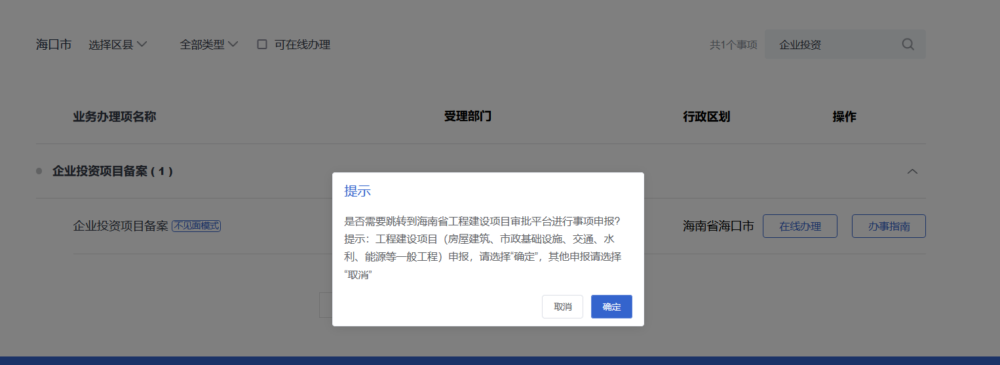 海口市 选择区县 全部类型 可在线办理 共1个事项 企业投资
业务办理项名称 受理部门 行政区划 操作
企业投资项目备案 ( 1 )
企业投资项目备案 不见面模式 海南省海口市 在线办理 办事指南
提示
是否需要跳转到海南省工程建设项目审批平台进行事项申报?
提示：工程建设项目（房屋建筑、市政基础设施、交通、水
利、能源等一般工程）申报，请选择“确定”，其他申报请选择
“取消”
取消 确定